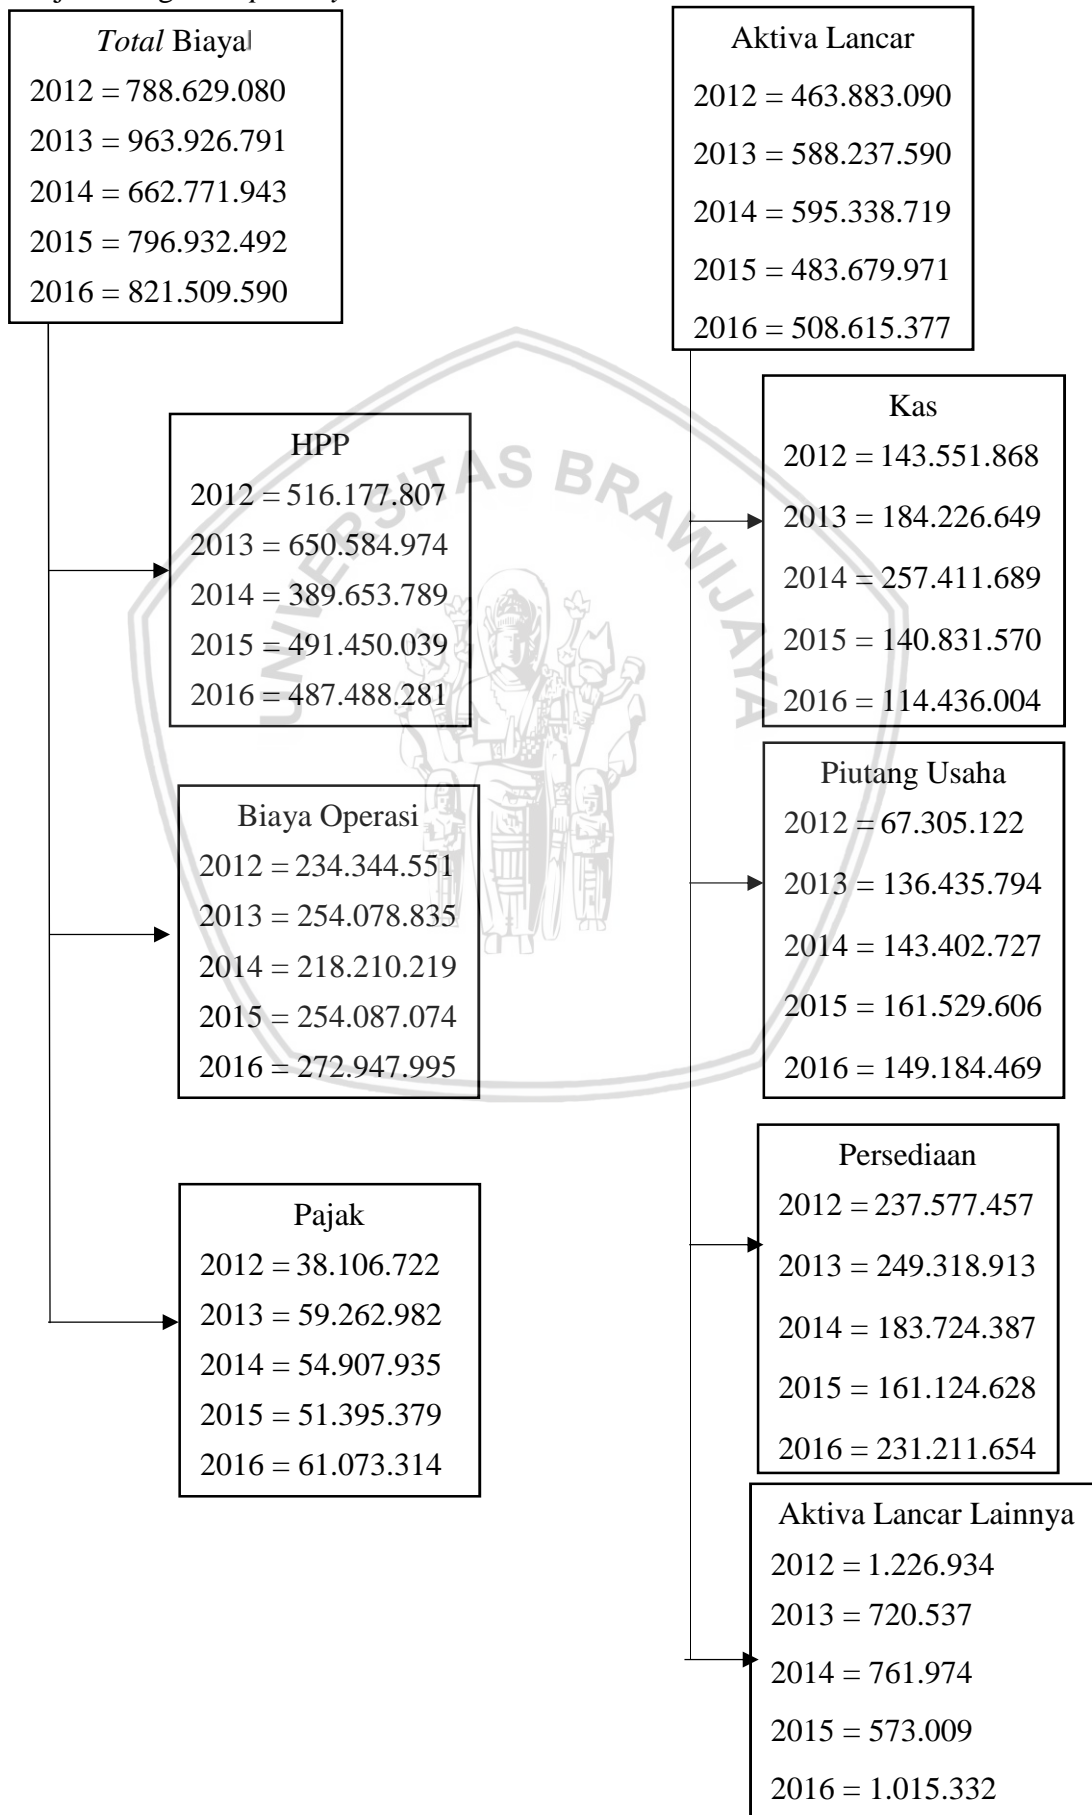 Total Biaya
2012 = 788.629.080
2013 = 963.926.791
2014 = 662.771.943
2015 = 796.932.492
2016 = 821.509.590
HPP
2012 = 516.177.807
2013 = 650.584.974
2014 = 389.653.789
2015 = 491.450.039
2016 = 487.488.281
Biaya Operasi
2012 = 234.344.551
2013 = 254.078.835
2014 = 218.210.219
2015 = 254.087.074
2016 = 272.947.995
Pajak
2012 = 38.106.722
2013 = 59.262.982
2014 = 54.907.935
2015 = 51.395.379
2016 = 61.073.314
Aktiva Lancar
2012 = 463.883.090
2013 = 588.237.590
2014 = 595.338.719
2015 = 483.679.971
2016 = 508.615.377
Kas
2012 = 143.551.868
2013 = 184.226.649
2014 = 257.411.689
2015 = 140.831.570
2016 = 114.436.004
Piutang Usaha
2012 = 67.305.122
2013 = 136.435.794
2014 = 143.402.727
2015 = 161.529.606
2016 = 149.184.469
Persediaan
2012 = 237.577.457
2013 = 249.318.913
2014 = 183.724.387
2015 = 161.124.628
2016 = 231.211.654
Aktiva Lancar Lainnya
2012 = 1.226.934
2013 = 720.537
2014 = 761.974
2015 = 573.009
2016 = 1.015.332
UNIVERSITAS BRAWIJAYA